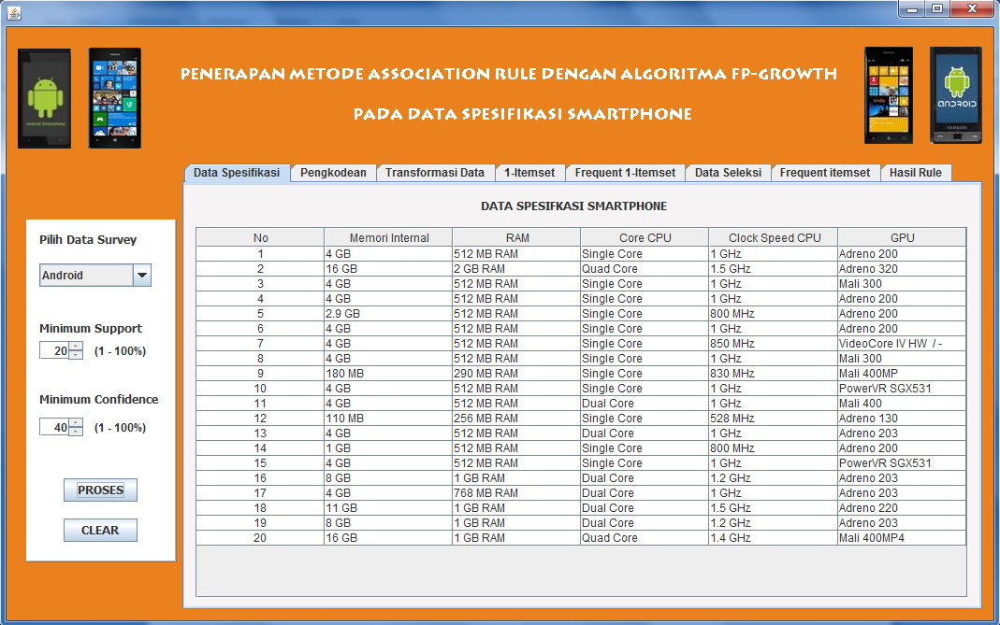 PENERAPAN METODE ASSOCIATION RULE DENGAN ALGORITMA FP-GROWTH
PADA DATA SPESIFIKASI SMARTPHONE
Android Smartphone
ANDROID
SAMSUNG
Data Spesifikasi Pengkodean Transformasi Data 1-Itemset Frequent 1-Itemset Data Seleksi Frequent itemset Hasil Rule
Pilih Data Survey
Android
Minimum Support
20 (1 - 100%)
Minimum Confidence
40 (1 - 100%)
PROSES
CLEAR
DATA SPESIFKASI SMARTPHONE
No Memori Internal RAM Core CPU Clock Speed CPU GPU
1 4 GB 512 MB RAM Single Core 1 GHz Adreno 200
2 16 GB 2 GB RAM Quad Core 1.5 GHz Adreno 320
3 4 GB 512 MB RAM Single Core 1 GHz Mali 300
4 4 GB 512 MB RAM Single Core 1 GHz Adreno 200
5 2.9 GB 512 MB RAM Single Core 800 MHz Adreno 200
6 4 GB 512 MB RAM Single Core 1 GHz Adreno 200
7 4 GB 512 MB RAM Single Core 850 MHz VideoCore IV HW / -
8 4 GB 512 MB RAM Single Core 1 GHz Mali 300
9 180 MB 290 MB RAM Single Core 830 MHz Mali 400MP
10 4 GB 512 MB RAM Single Core 1 GHz PowerVR SGX531
11 4 GB 512 MB RAM Dual Core 1 GHz Mali 400
12 110 MB 256 MB RAM Single Core 528 MHz Adreno 130
13 4 GB 512 MB RAM Dual Core 1 GHz Adreno 203
14 1 GB 512 MB RAM Single Core 800 MHz Adreno 200
15 4 GB 512 MB RAM Single Core 1 GHz PowerVR SGX531
16 8 GB 1 GB RAM Dual Core 1.2 GHz Adreno 203
17 4 GB 768 MB RAM Dual Core 1 GHz Adreno 203
18 11 GB 1 GB RAM Dual Core 1.5 GHz Adreno 220
19 8 GB 1 GB RAM Dual Core 1.2 GHz Adreno 203
20 16 GB 1 GB RAM Quad Core 1.4 GHz Mali 400MP4